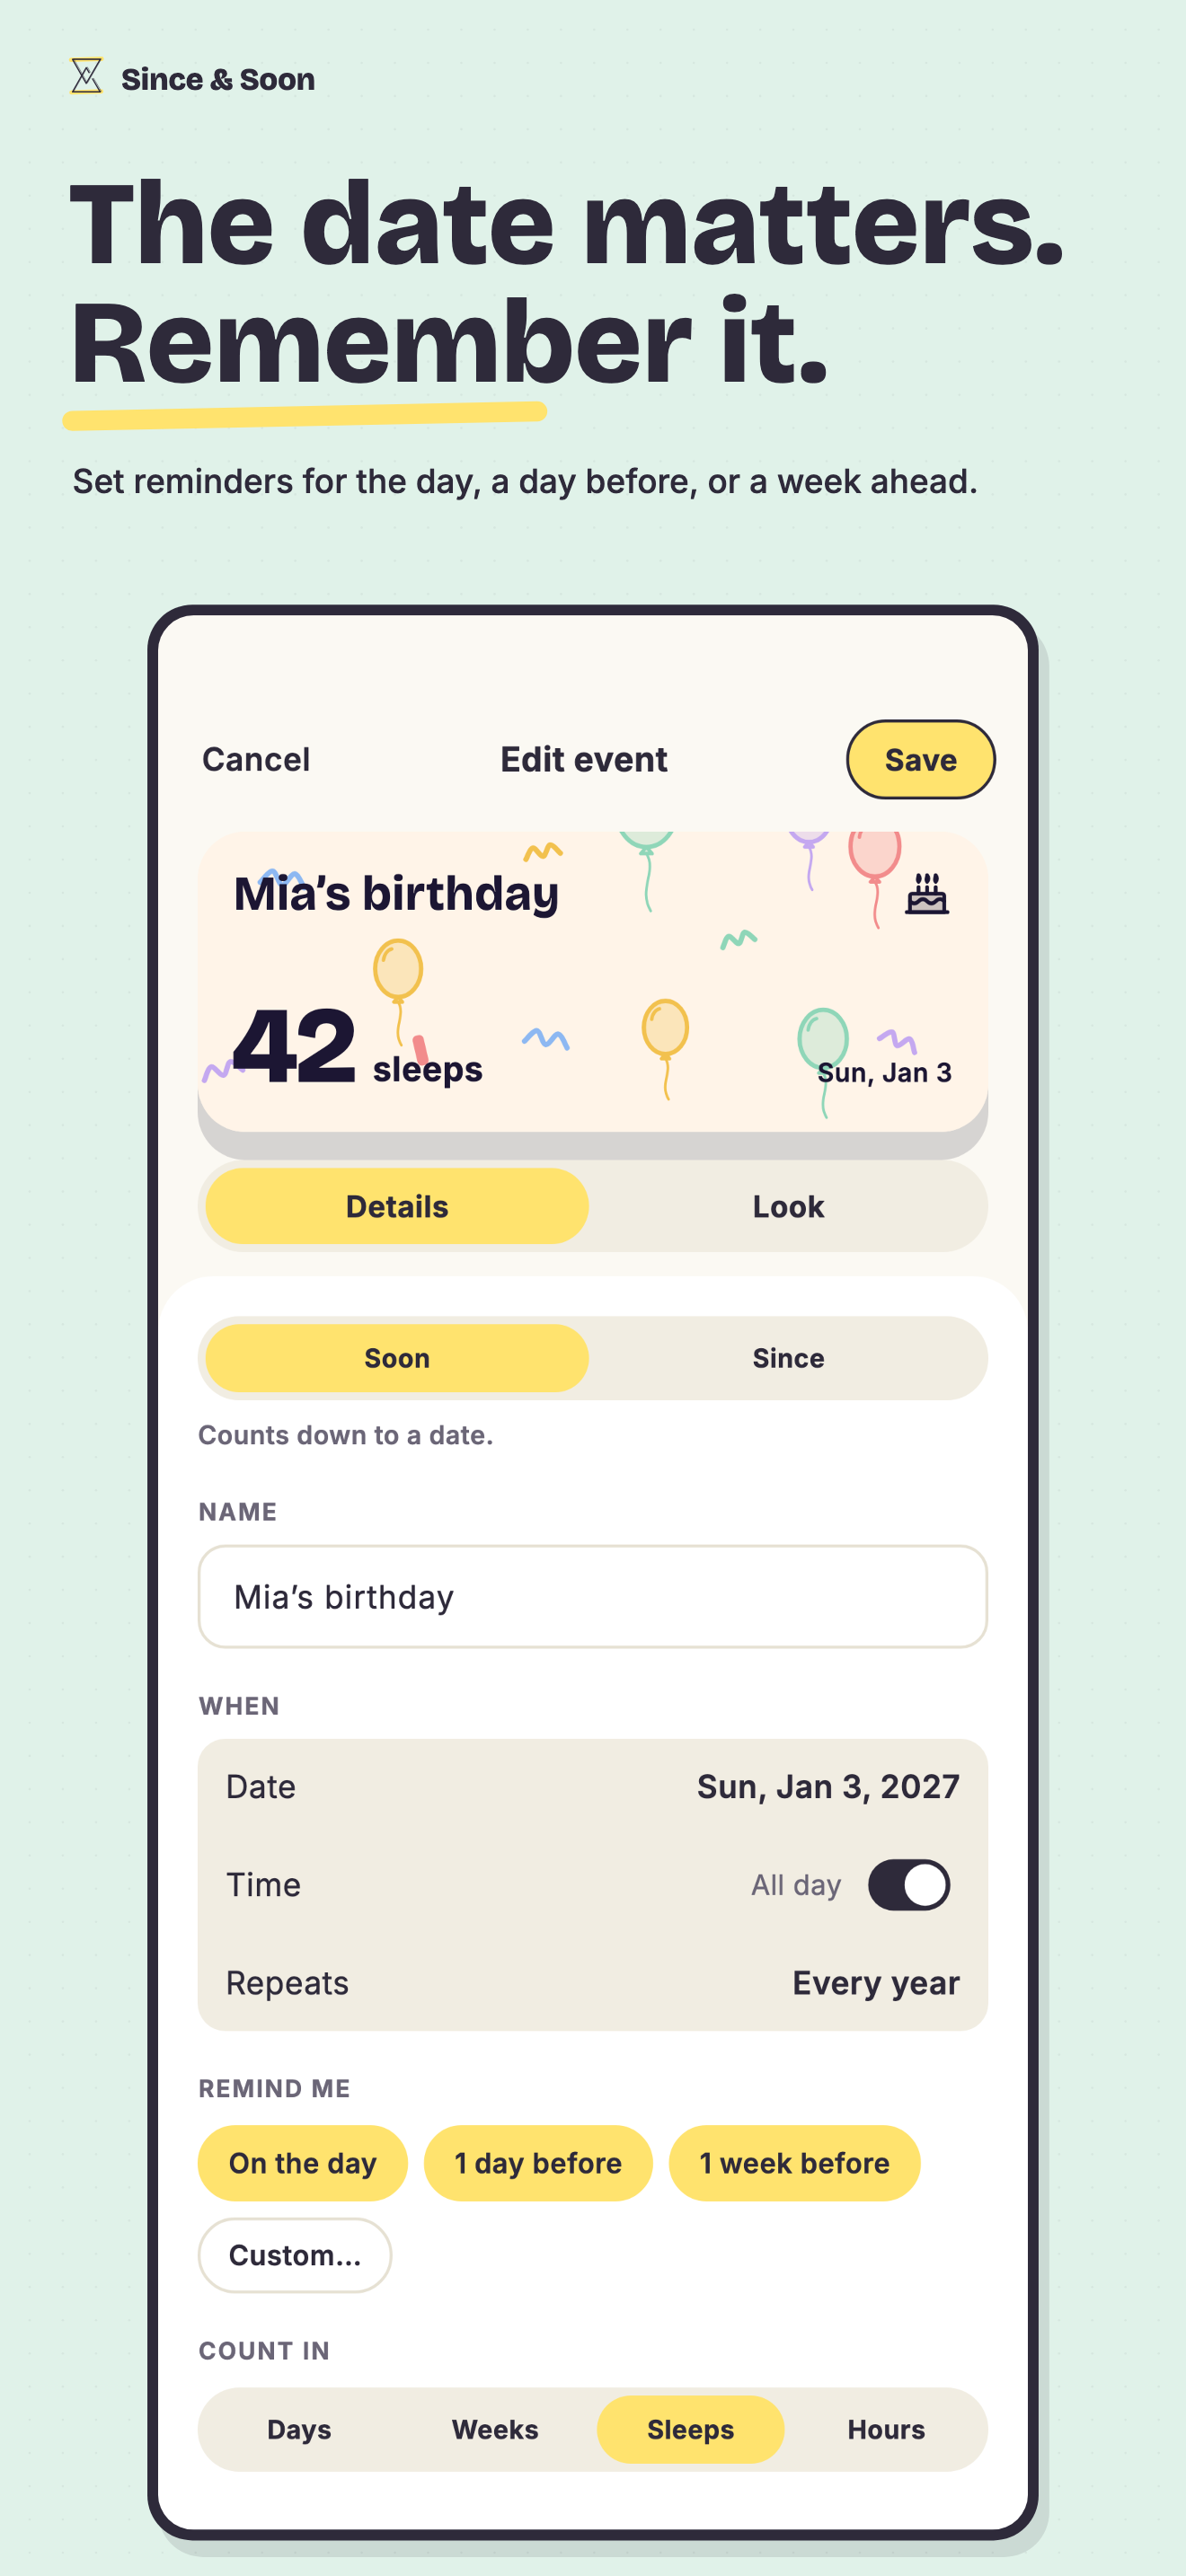 Since & Soon
The date matters.
Remember it.
Set reminders for the day, a day before, or a week ahead.
Cancel
Edit event
Save
Mia’s birthday
42 sleeps
Sun, Jan 3
Details
Look
Soon
Since
Counts down to a date.
NAME
Mia’s birthday
WHEN
Date
Sun, Jan 3, 2027
Time
All day
Repeats
Every year
REMIND ME
On the day
1 day before
1 week before
Custom...
COUNT IN
Days
Weeks
Sleeps
Hours